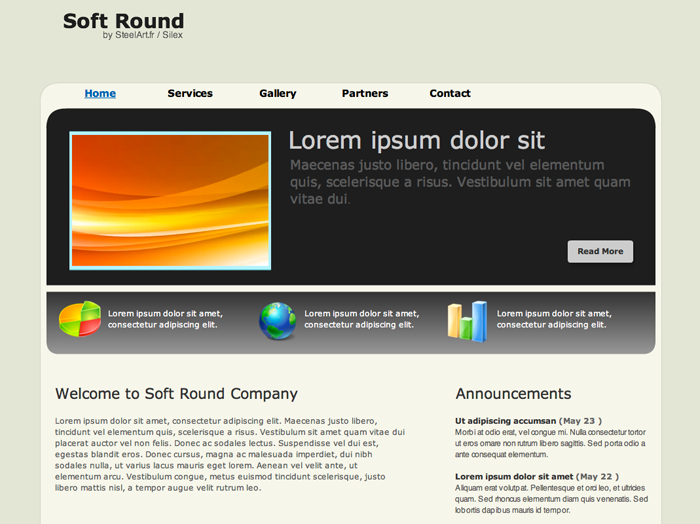 Soft Round
by SteelArt.fr / Silex
Home Services Gallery Partners Contact
Lorem ipsum dolor sit
Maecenas justo libero, tincidunt vel elementum
quis, scelerisque a risus. Vestibulum sit amet quam
vitae dui.
Read More
Lorem ipsum dolor sit amet,
consectetur adipiscing elit.
Lorem ipsum dolor sit amet,
consectetur adipiscing elit.
Lorem ipsum dolor sit amet,
consectetur adipiscing elit.
Welcome to Soft Round Company
Lorem ipsum dolor sit amet, consectetur adipiscing elit. Maecenas justo libero,
tincidunt vel elementum quis, scelerisque a risus. Vestibulum sit amet quam vitae dui
placerat auctor vel non felis. Donec ac sodales lectus. Suspendisse vel dui est,
egestas blandit eros. Donec cursus, magna ac malesuada imperdiet, dui nibh
sodales nulla, ut varius lacus mauris eget lorem. Aenean vel velit ante, ut
elementum lectus. Vestibulum congue, metus euismod tincidunt scelerisque, justo
libero mattis nisl, a tempor augue velit rutrum leo.
Announcements
Ut adipiscing accumsan (May 23 )
Morbi at odio erat, vel congue mi. Nulla consectetur tortor
ut eros ornare non rutrum libero sagittis. Sed porta odio a
ante consequat elementum.
Lorem ipsum dolor sit amet (May 22 )
Aliquam erat volutpat. Pellentesque et orci leo, et ultrides
quam. Sed rhoncus elementum diam quis venenatis. Sed
lobortis dapibus mauris id tempor.